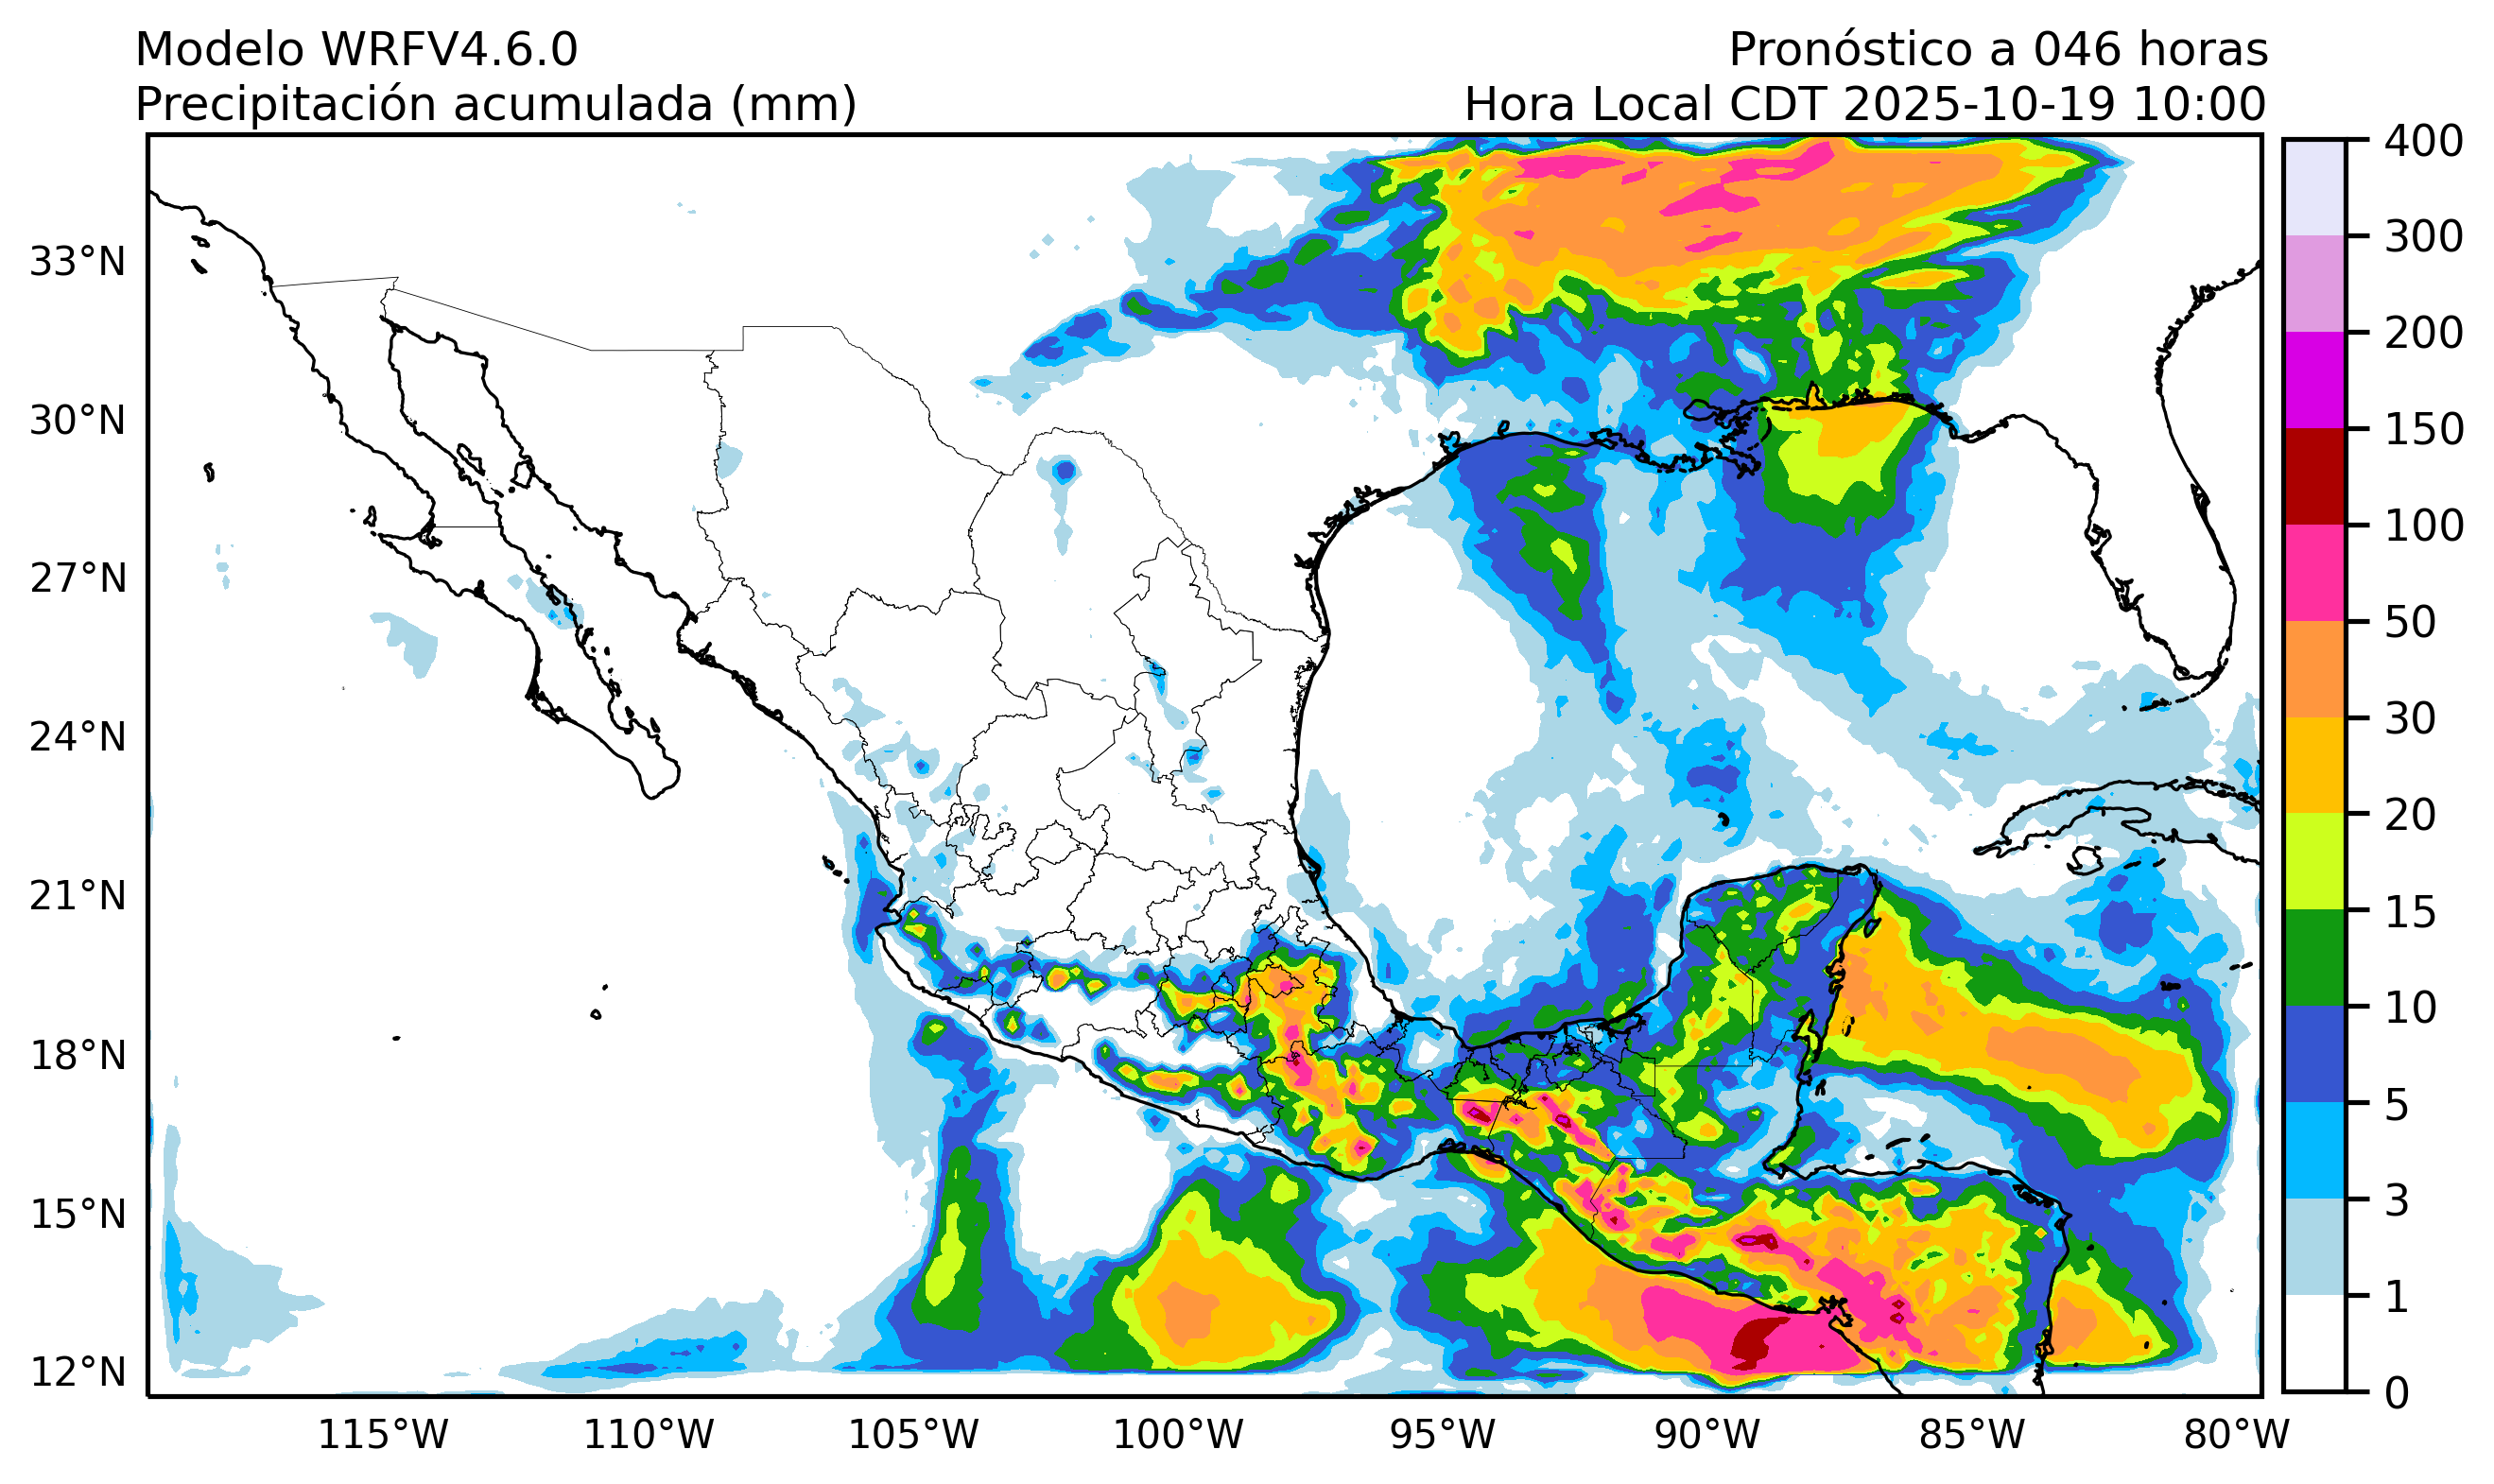 Modelo WRFV4.6.0
Pronóstico a 046 horas
Precipitación acumulada (mm)
Hora Local CDT 2025-10-19 10:00
33°N
30°N
27°N
24°N
21°N
18°N
15°N
12°N
115°W
110°W
105°W
100°W
95°W
90°W
85°W
80°W
400
300
200
150
100
50
30
20
15
10
5
3
1
0